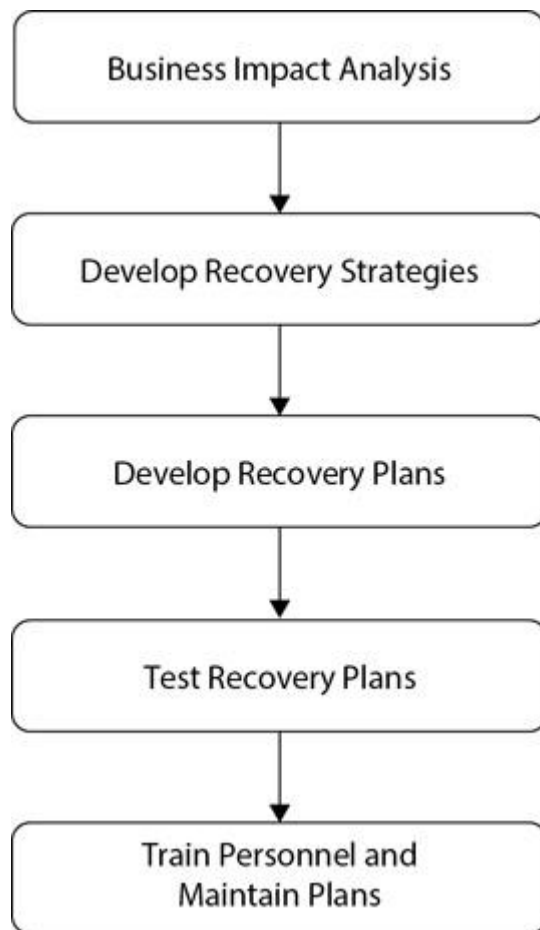 Business Impact Analysis
Develop Recovery Strategies
Develop Recovery Plans
Test Recovery Plans
Train Personnel and
Maintain Plans